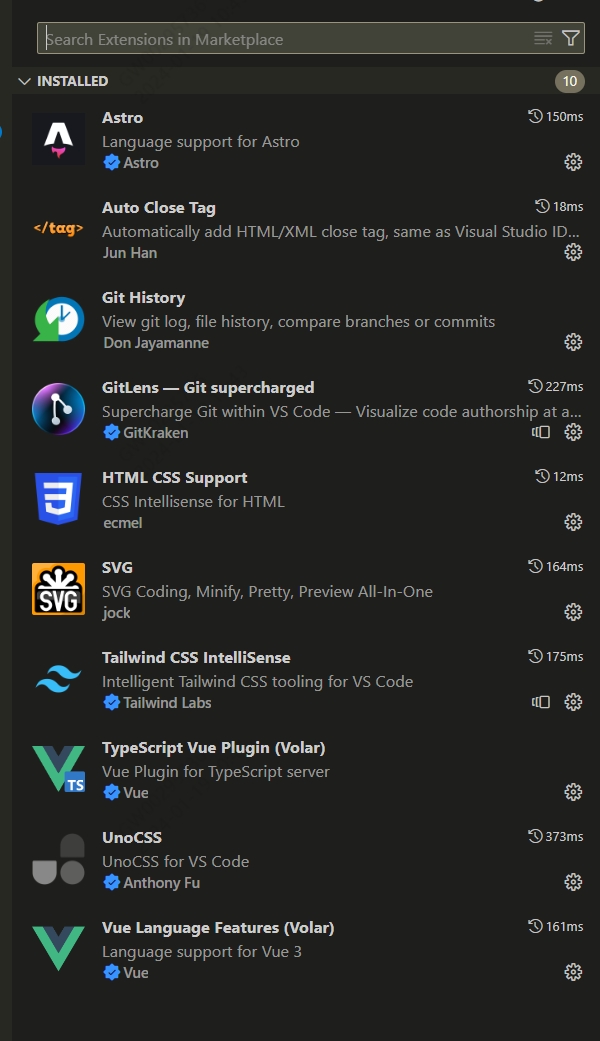 Search Extensions in Marketplace
INSTALLED 10
Astro 150ms
Language support for Astro
Astro
</tag>
Auto Close Tag 18ms
Automatically add HTML/XML close tag, same as Visual Studio ID...
Jun Han
Git History
View git log, file history, compare branches or commits
Don Jayamanne
GitLens — Git supercharged 227ms
Supercharge Git within VS Code — Visualize code authorship at a...
GitKraken
HTML CSS Support 12ms
CSS Intellisense for HTML
ecmel
SVG 164ms
SVG Coding, Minify, Pretty, Preview All-In-One
SVG
jock
Tailwind CSS IntelliSense 175ms
Intelligent Tailwind CSS tooling for VS Code
Tailwind Labs
TypeScript Vue Plugin (Volar)
Vue Plugin for TypeScript server
TS
Vue
UnoCSS 373ms
UnoCSS for VS Code
Anthony Fu
Vue Language Features (Volar) 161ms
Language support for Vue 3
Vue